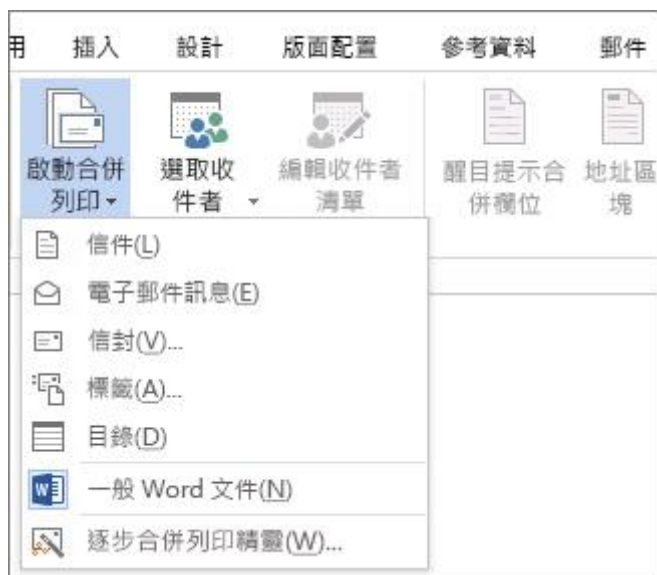 用 插入 設計 版面配置 參考資料 郵件
啟動合併 選取收 編輯收件者 醒目提示合 地址區
列印 件者 清單 併欄位 塊
信件(L)
電子郵件訊息(E)
信封(V)...
標籤(A)...
目錄(D)
一般 Word 文件(N)
逐步合併列印精靈(W)...